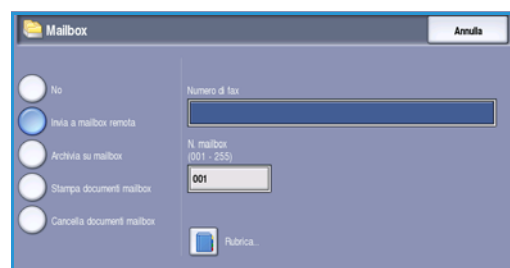 Mailbox
Annulla
No
Invia a mailbox remota
Archivia su mailbox
Stampa documenti mailbox
Cancella documenti mailbox
Numero di fax
N. mailbox
(001 - 255)
001
Rubrica..